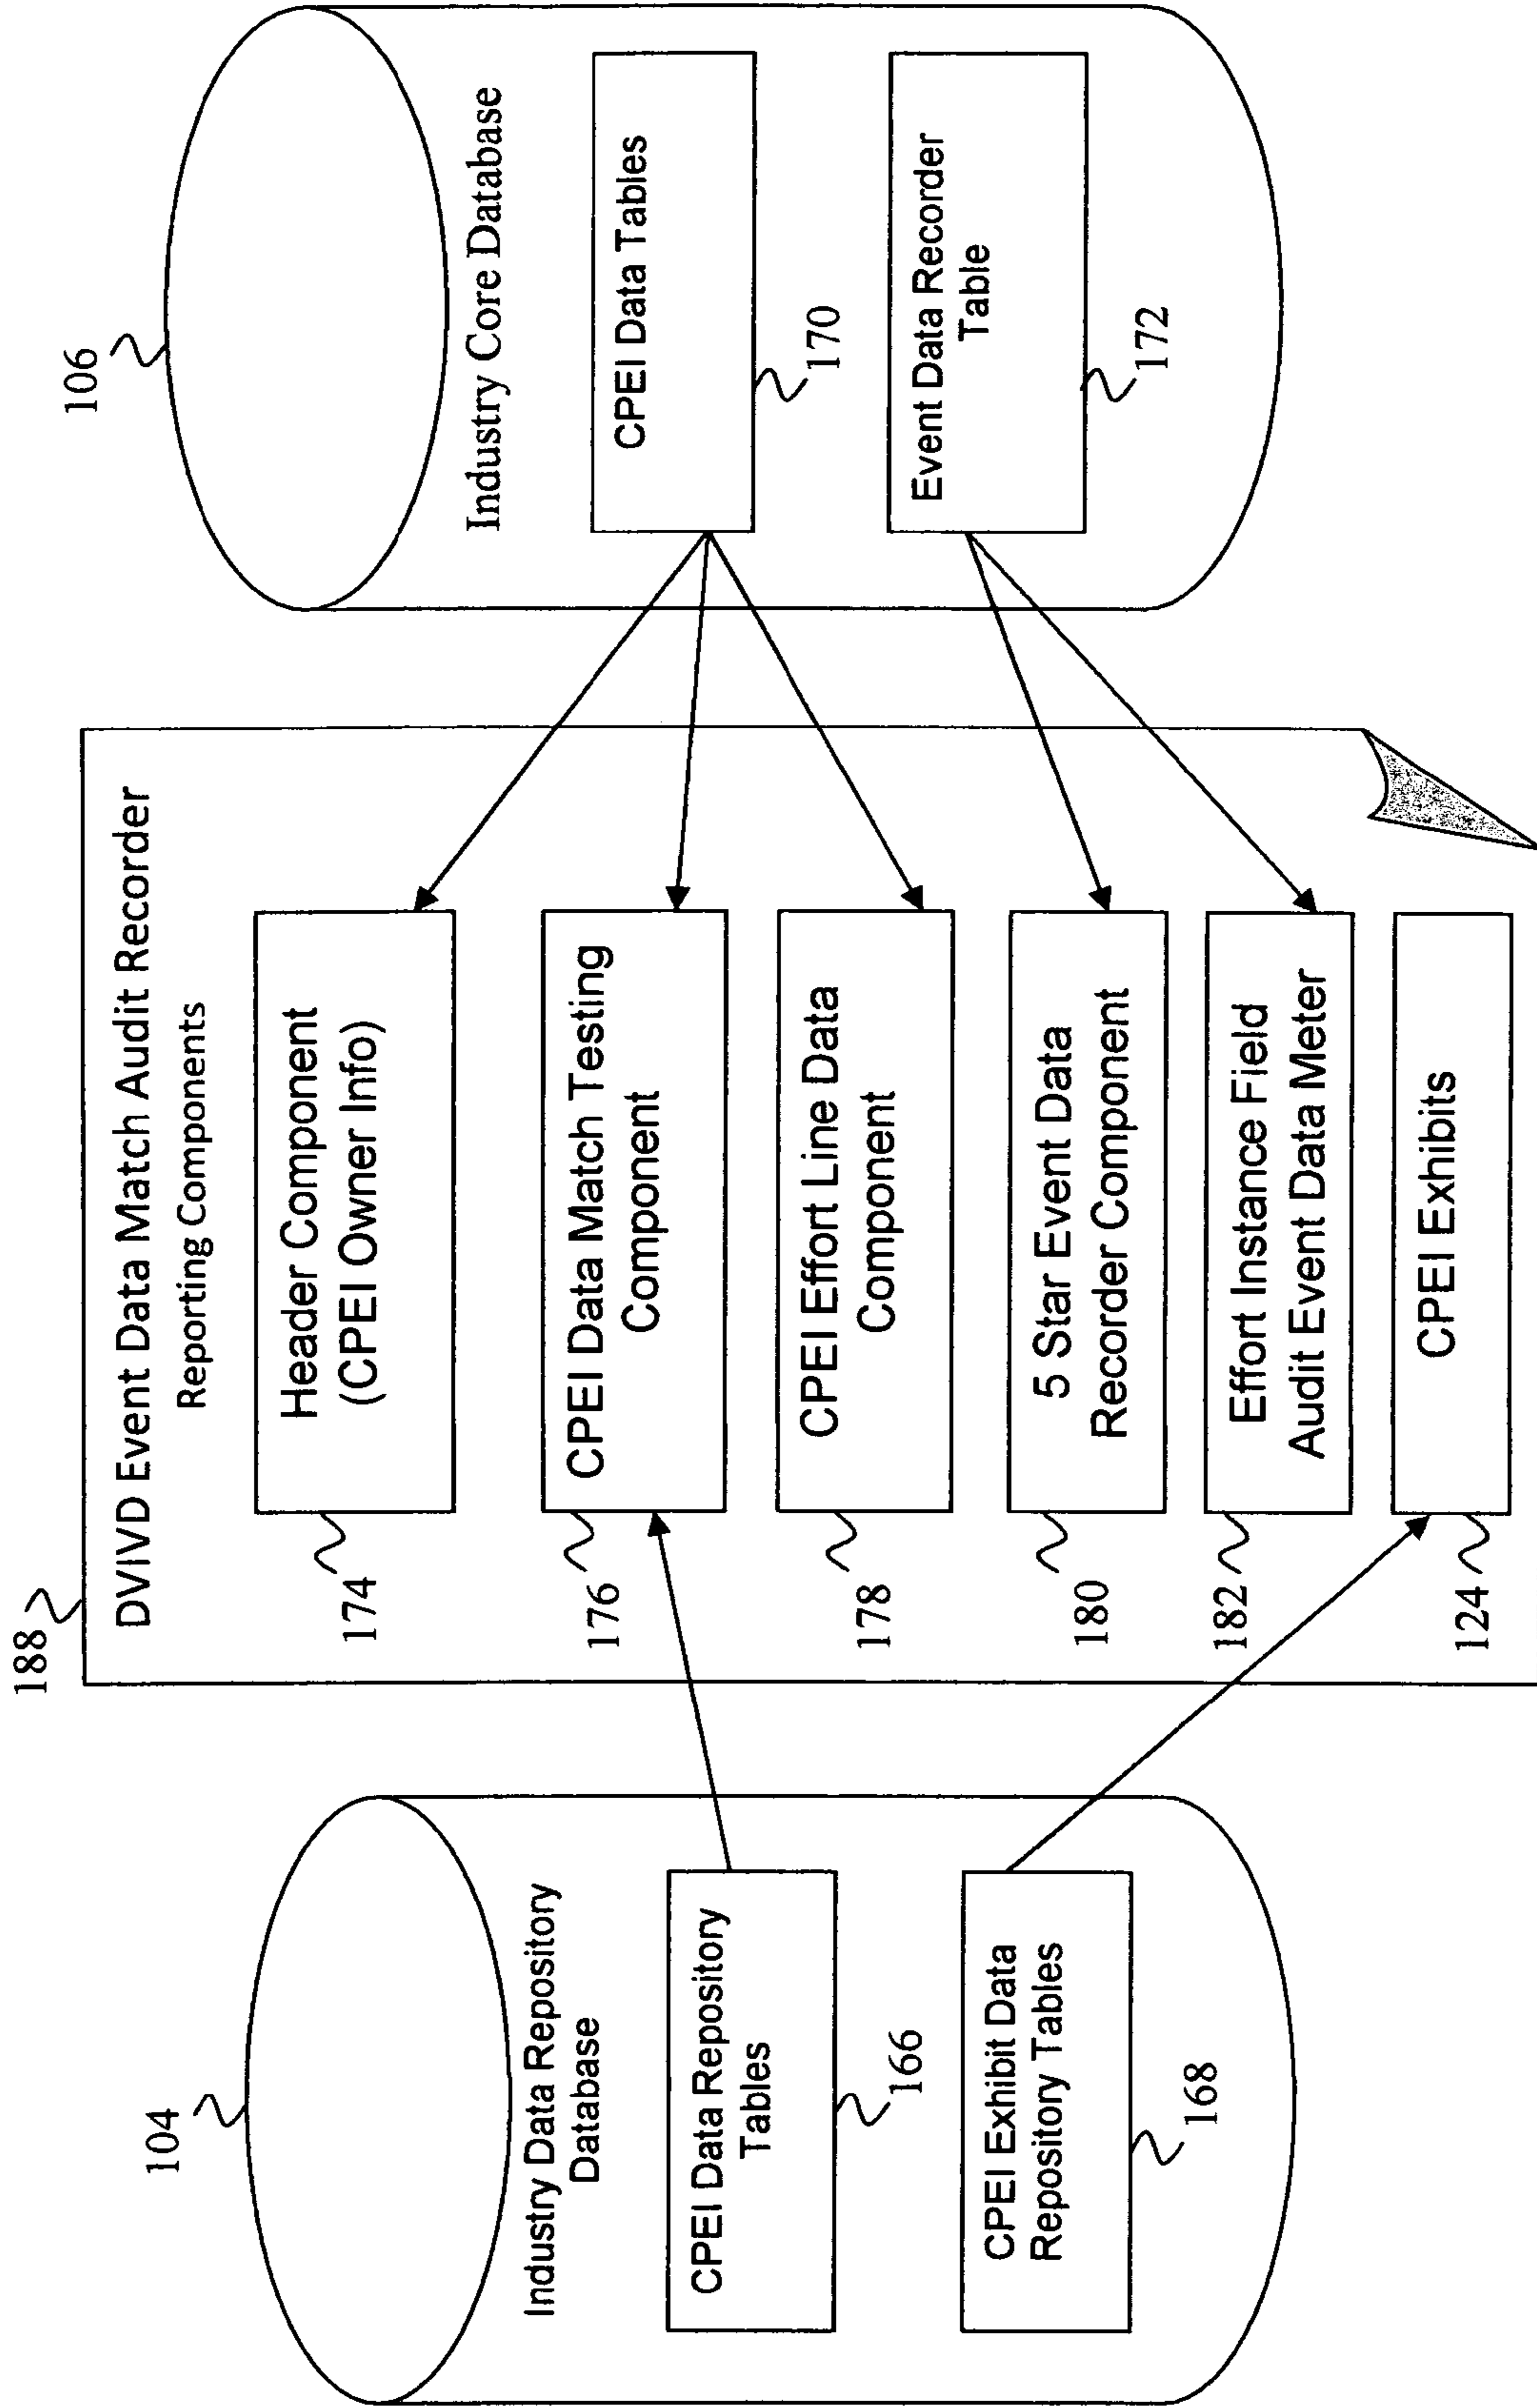 104
Industry Data Repository
Database
CPEI Data Repository
Tables
166
CPEI Exhibit Data
Repository Tables
168
188
DVIVD Event Data Match Audit Recorder
Reporting Components
Header Component
(CPEI Owner Info)
174
CPEI Data Match Testing
Component
176
CPEI Effort Line Data
Component
178
5 Star Event Data
Recorder Component
180
Effort Instance Field
Audit Event Data Meter
182
CPEI Exhibits
124
106
Industry Core Database
CPEI Data Tables
170
Event Data Recorder
Table
172